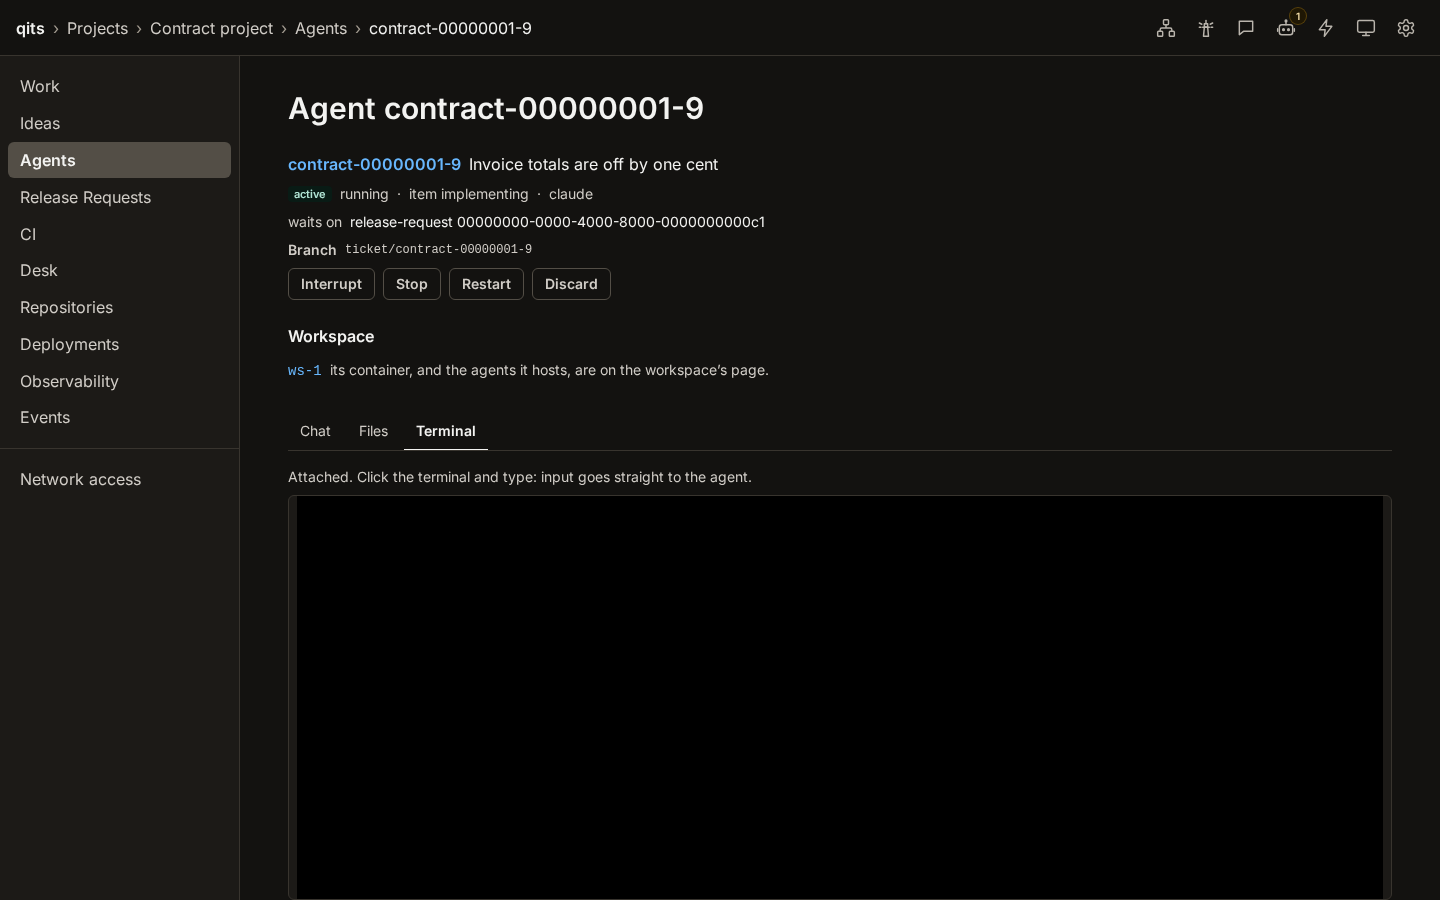 qits › Projects › Contract project › Agents › contract-00000001-9
1
Work
Ideas
Agents
Release Requests
CI
Desk
Repositories
Deployments
Observability
Events
Network access
Agent contract-00000001-9
contract-00000001-9 Invoice totals are off by one cent
active running · item implementing · claude
waits on release-request 00000000-0000-4000-8000-0000000000c1
Branch ticket/contract-00000001-9
Interrupt Stop Restart Discard
Workspace
ws-1 its container, and the agents it hosts, are on the workspace’s page.
Chat Files Terminal
Attached. Click the terminal and type: input goes straight to the agent.